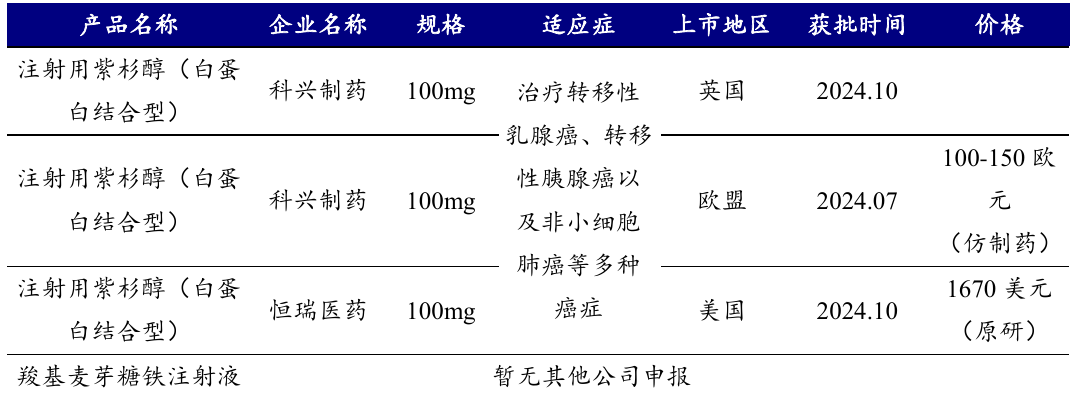 产品名称 企业名称 规格 适应症 上市地区 获批时间 价格
注射用紫杉醇（白蛋
白结合型）
科兴制药 100mg 英国 2024.10
治疗转移性
乳腺癌、转移
性胰腺癌以
及非小细胞
肺癌等多种
癌症
注射用紫杉醇（白蛋
白结合型）
科兴制药 100mg 欧盟 2024.07
100-150 欧
元
（仿制药）
注射用紫杉醇（白蛋
白结合型）
恒瑞医药 100mg 美国 2024.10
1670 美元
（原研）
羧基麦芽糖铁注射液 暂无其他公司申报